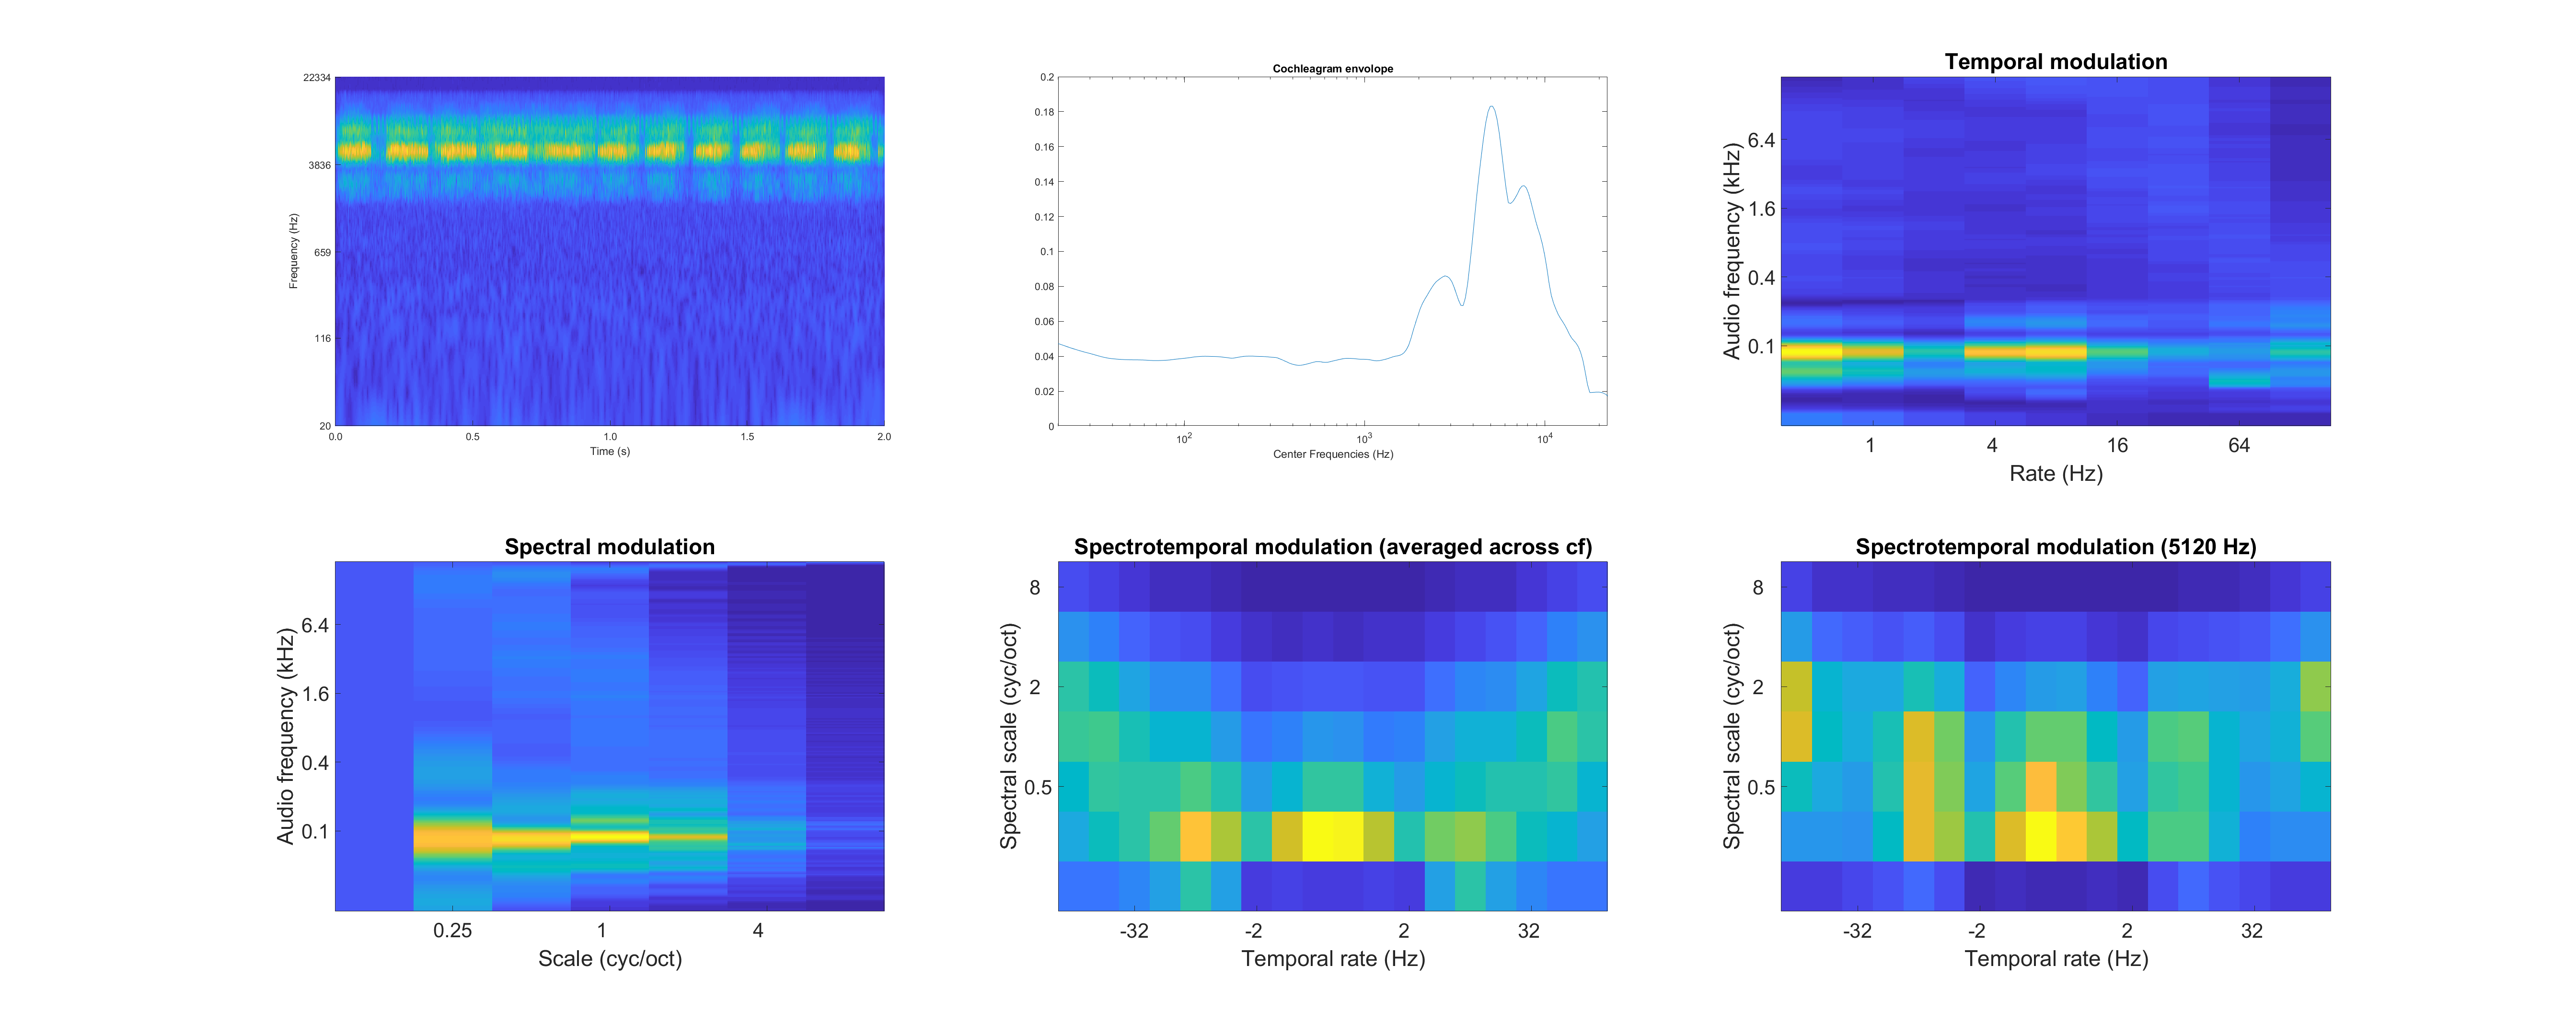 22334
3836
659
116
20
Frequency (Hz)
0.0 0.5 1.0 1.5 2.0
Time (s)
Cochleagram envolope
0.2
0.18
0.16
0.14
0.12
0.1
0.08
0.06
0.04
0.02
0
10² 10³ 10⁴
Center Frequencies (Hz)
Temporal modulation
6.4
1.6
0.4
0.1
Audio frequency (kHz)
1 4 16 64
Rate (Hz)
Spectral modulation
6.4
1.6
0.4
0.1
Audio frequency (kHz)
0.25 1 4
Scale (cyc/oct)
Spectrotemporal modulation (averaged across cf)
8
2
0.5
Spectral scale (cyc/oct)
-32 -2 2 32
Temporal rate (Hz)
Spectrotemporal modulation (5120 Hz)
8
2
0.5
Spectral scale (cyc/oct)
-32 -2 2 32
Temporal rate (Hz)